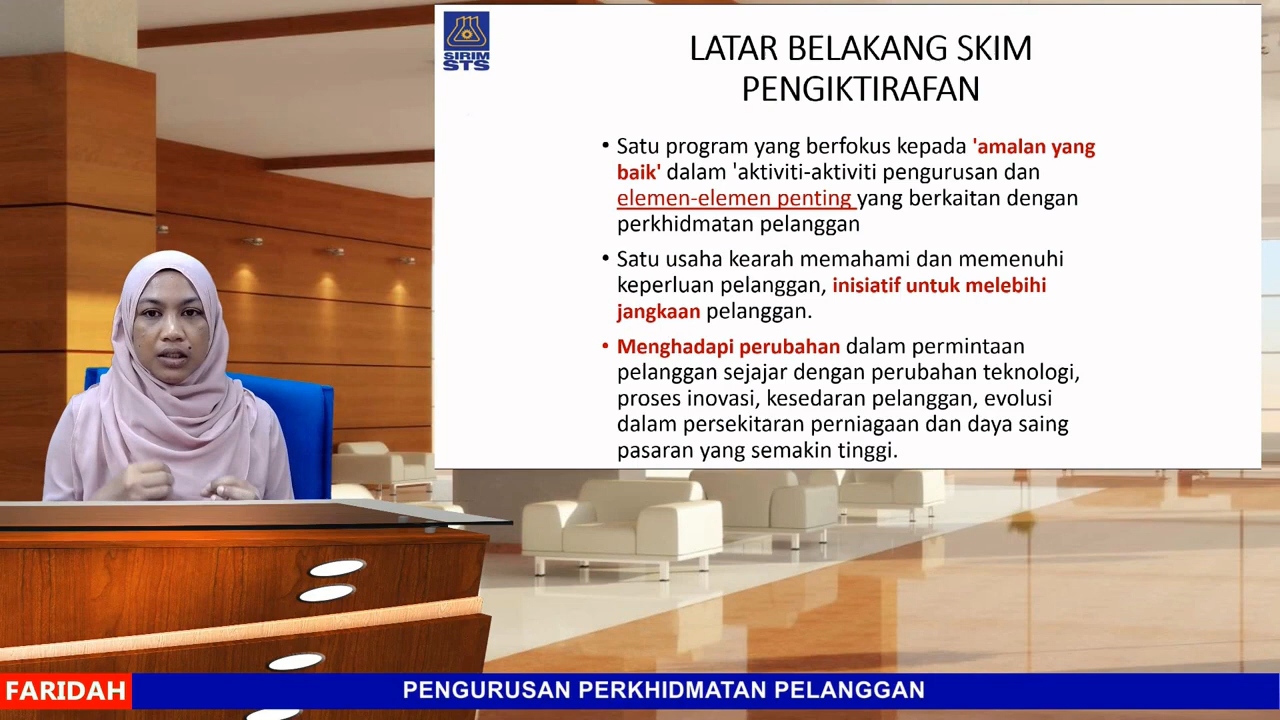 SIRIM
STS
LATAR BELAKANG SKIM
PENGIKTIRAFAN
• Satu program yang berfokus kepada 'amalan yang
baik' dalam 'aktiviti-aktiviti pengurusan dan
elemen-elemen penting yang berkaitan dengan
perkhidmatan pelanggan
• Satu usaha kearah memahami dan memenuhi
keperluan pelanggan, inisiatif untuk melebihi
jangkaan pelanggan.
• Menghadapi perubahan dalam permintaan
pelanggan sejajar dengan perubahan teknologi,
proses inovasi, kesedaran pelanggan, evolusi
dalam persekitaran perniagaan dan daya saing
pasaran yang semakin tinggi.
FARIDAH
PENGURUSAN PERKHIDMATAN PELANGGAN